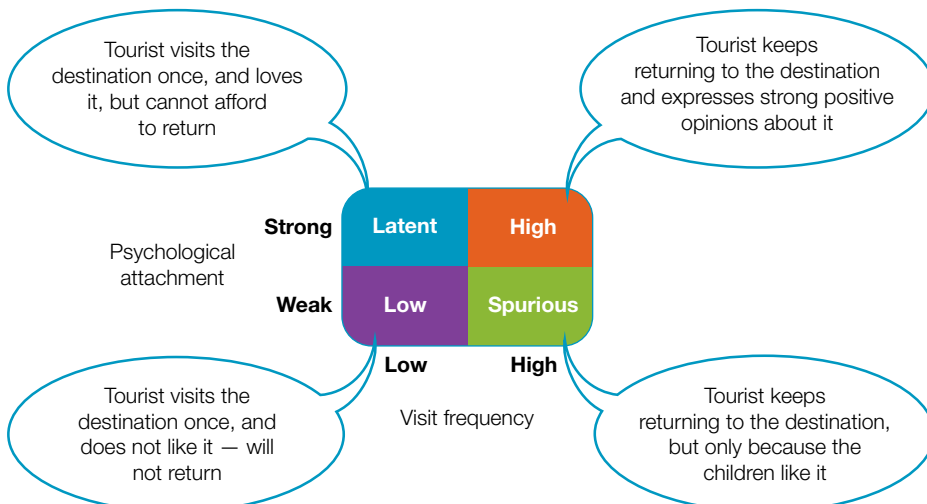 Tourist visits the
destination once, and loves
it, but cannot afford
to return
Tourist keeps
returning to the destination
and expresses strong positive
opinions about it
Psychological
attachment
Strong
Latent
High
Weak
Low
Spurious
Low
High
Visit frequency
Tourist visits the
destination once, and
does not like it — will
not return
Tourist keeps
returning to the destination,
but only because the
children like it